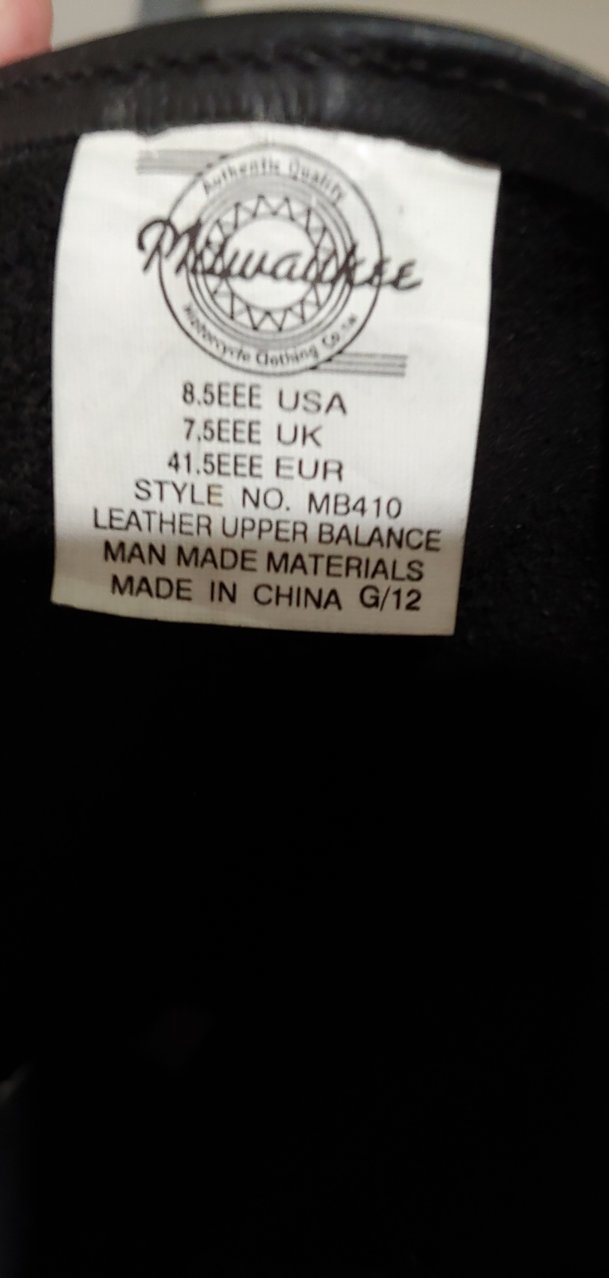 Authentic Quality
Milwaukee
Motorcycle Clothing Co.
8.5EEE USA
7.5EEE UK
41.5EEE EUR
STYLE NO. MB410
LEATHER UPPER BALANCE
MAN MADE MATERIALS
MADE IN CHINA G/12